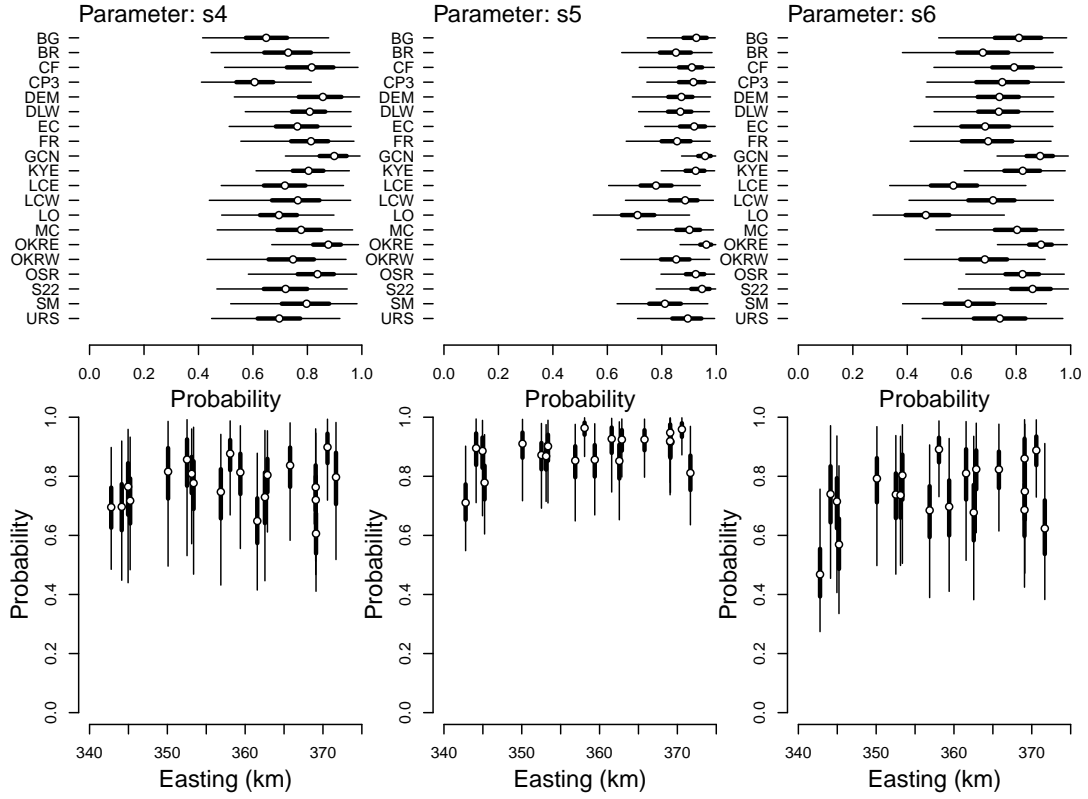 Parameter: s4
BG
BR
CF
CP3
DEM
DLW
EC
FR
GCN
KYE
LCE
LCW
LO
MC
OKRE
OKRW
OSR
S22
SM
URS
0.0 0.2 0.4 0.6 0.8 1.0
Probability
Parameter: s5
BG
BR
CF
CP3
DEM
DLW
EC
FR
GCN
KYE
LCE
LCW
LO
MC
OKRE
OKRW
OSR
S22
SM
URS
0.0 0.2 0.4 0.6 0.8 1.0
Probability
Parameter: s6
BG
BR
CF
CP3
DEM
DLW
EC
FR
GCN
KYE
LCE
LCW
LO
MC
OKRE
OKRW
OSR
S22
SM
URS
0.0 0.2 0.4 0.6 0.8 1.0
Probability
Probability
0.0 0.2 0.4 0.6 0.8 1.0
340 350 360 370
Easting (km)
Probability
0.0 0.2 0.4 0.6 0.8 1.0
340 350 360 370
Easting (km)
Probability
0.0 0.2 0.4 0.6 0.8 1.0
340 350 360 370
Easting (km)